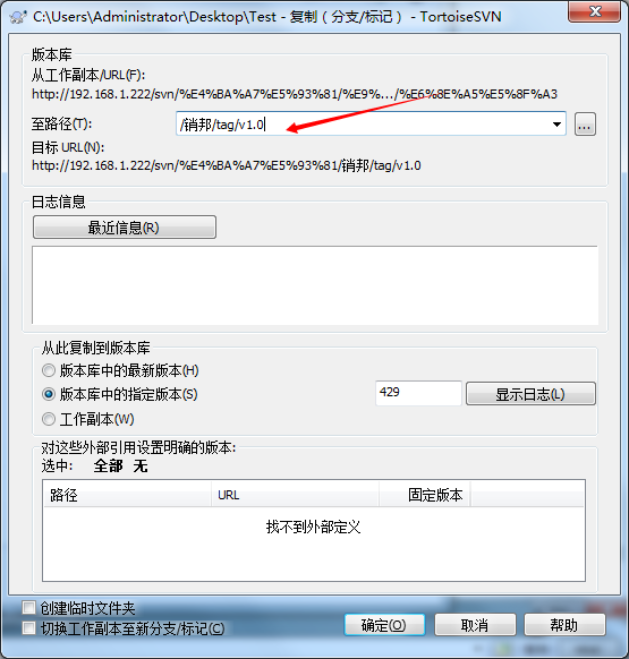 C:\Users\Administrator\Desktop\Test - 复制（分支/标记） - TortoiseSVN
版本库
从工作副本/URL(F):
http://192.168.1.222/svn/%E4%BA%A7%E5%93%81/%E9%.../%E6%8E%A5%E5%8F%A3
至路径(T):
/销邦/tag/v1.0
...
目标 URL(N):
http://192.168.1.222/svn/%E4%BA%A7%E5%93%81/销邦/tag/v1.0
日志信息
最近信息(R)
从此复制到版本库
版本库中的最新版本(H)
版本库中的指定版本(S)
429
显示日志(L)
工作副本(W)
对这些外部引用设置明确的版本:
选中: 全部 无
路径 URL 固定版本
找不到外部定义
创建临时文件夹
切换工作副本至新分支/标记(C)
确定(O) 取消 帮助